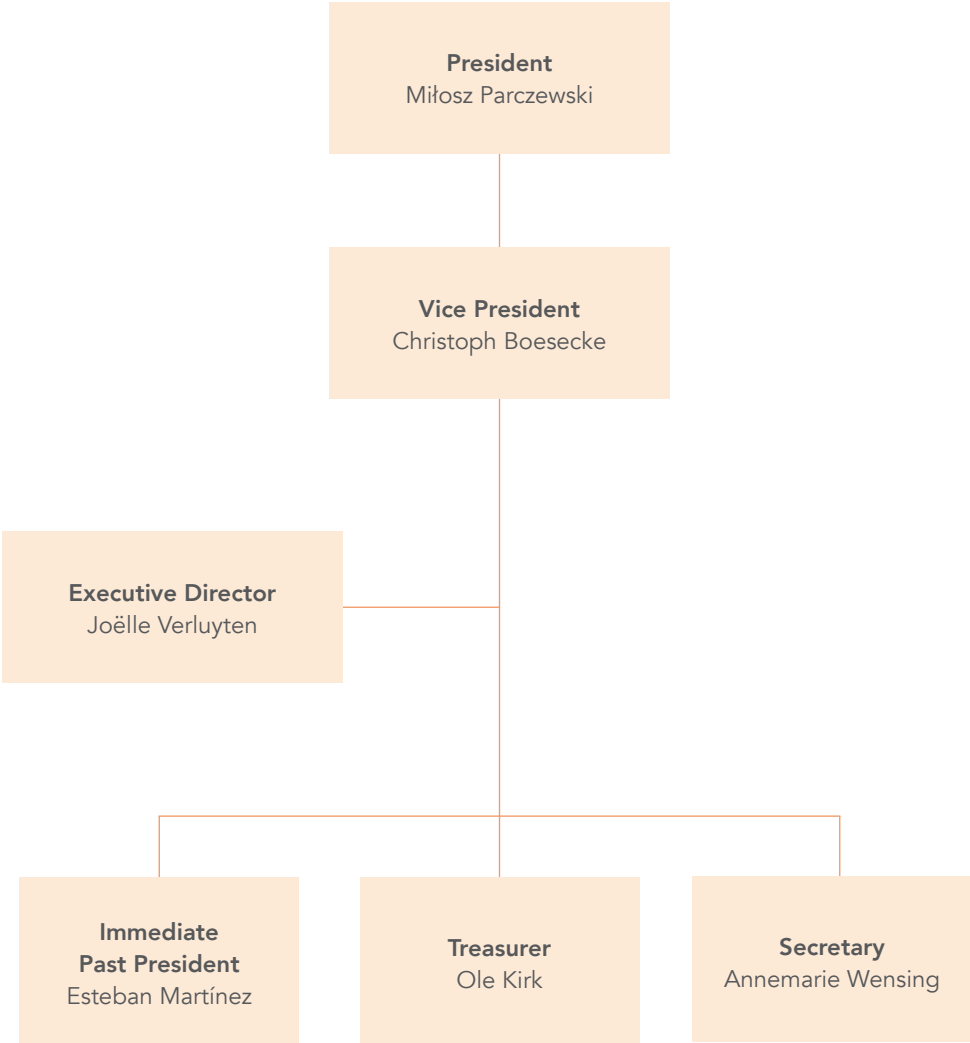 President
Miłosz Parczewski
Vice President
Christoph Boesecke
Executive Director
Joëlle Verluyten
Immediate
Past President
Esteban Martínez
Treasurer
Ole Kirk
Secretary
Annemarie Wensing